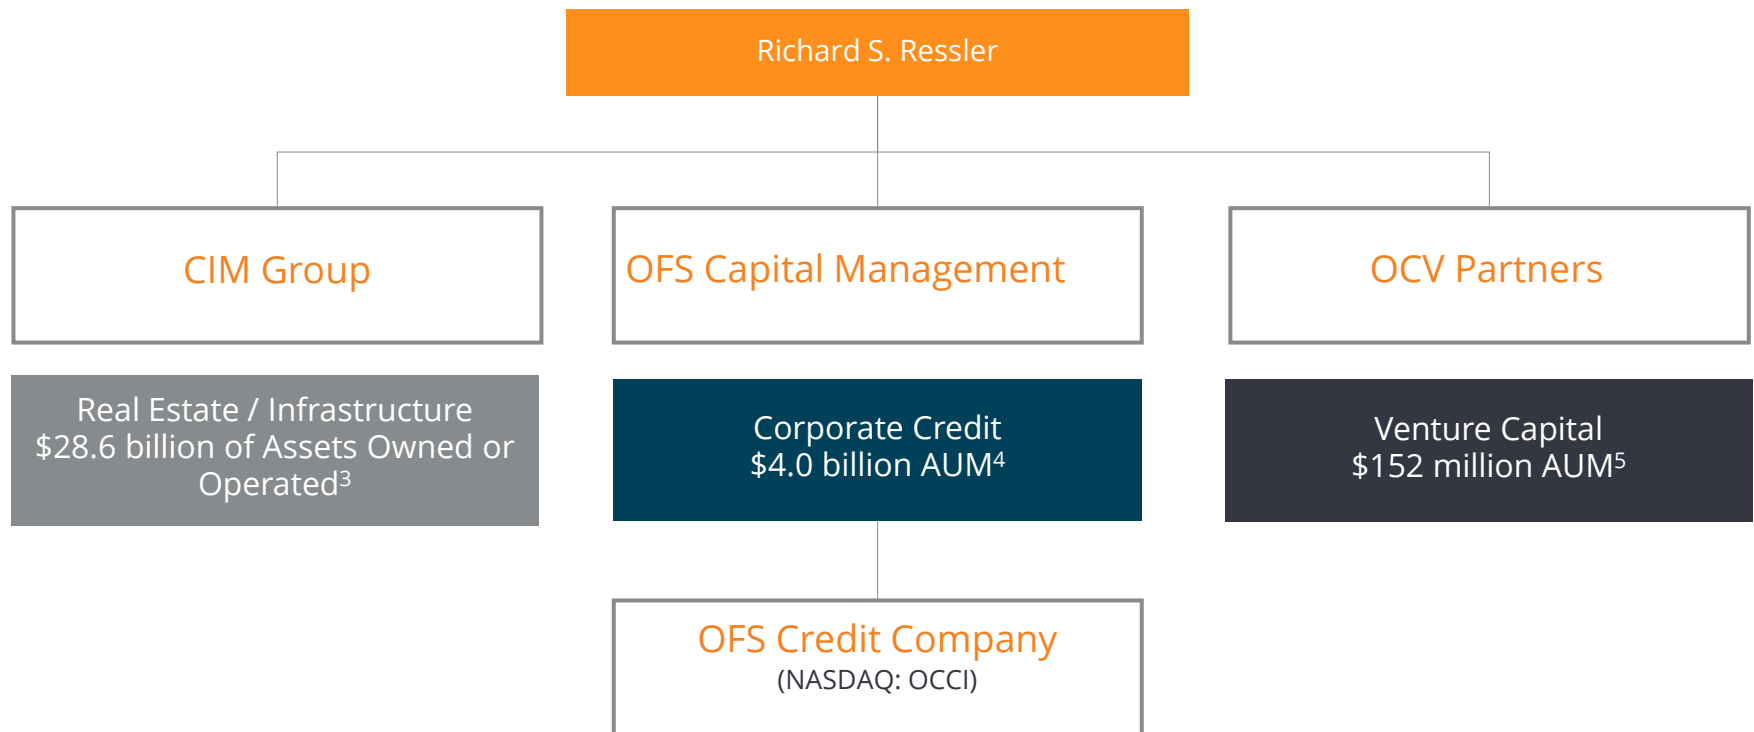 Richard S. Ressler
CIM Group
OFS Capital Management
OCV Partners
Real Estate / Infrastructure
$28.6 billion of Assets Owned or
Operated³
Corporate Credit
$4.0 billion AUM⁴
Venture Capital
$152 million AUM⁵
OFS Credit Company
(NASDAQ: OCCI)